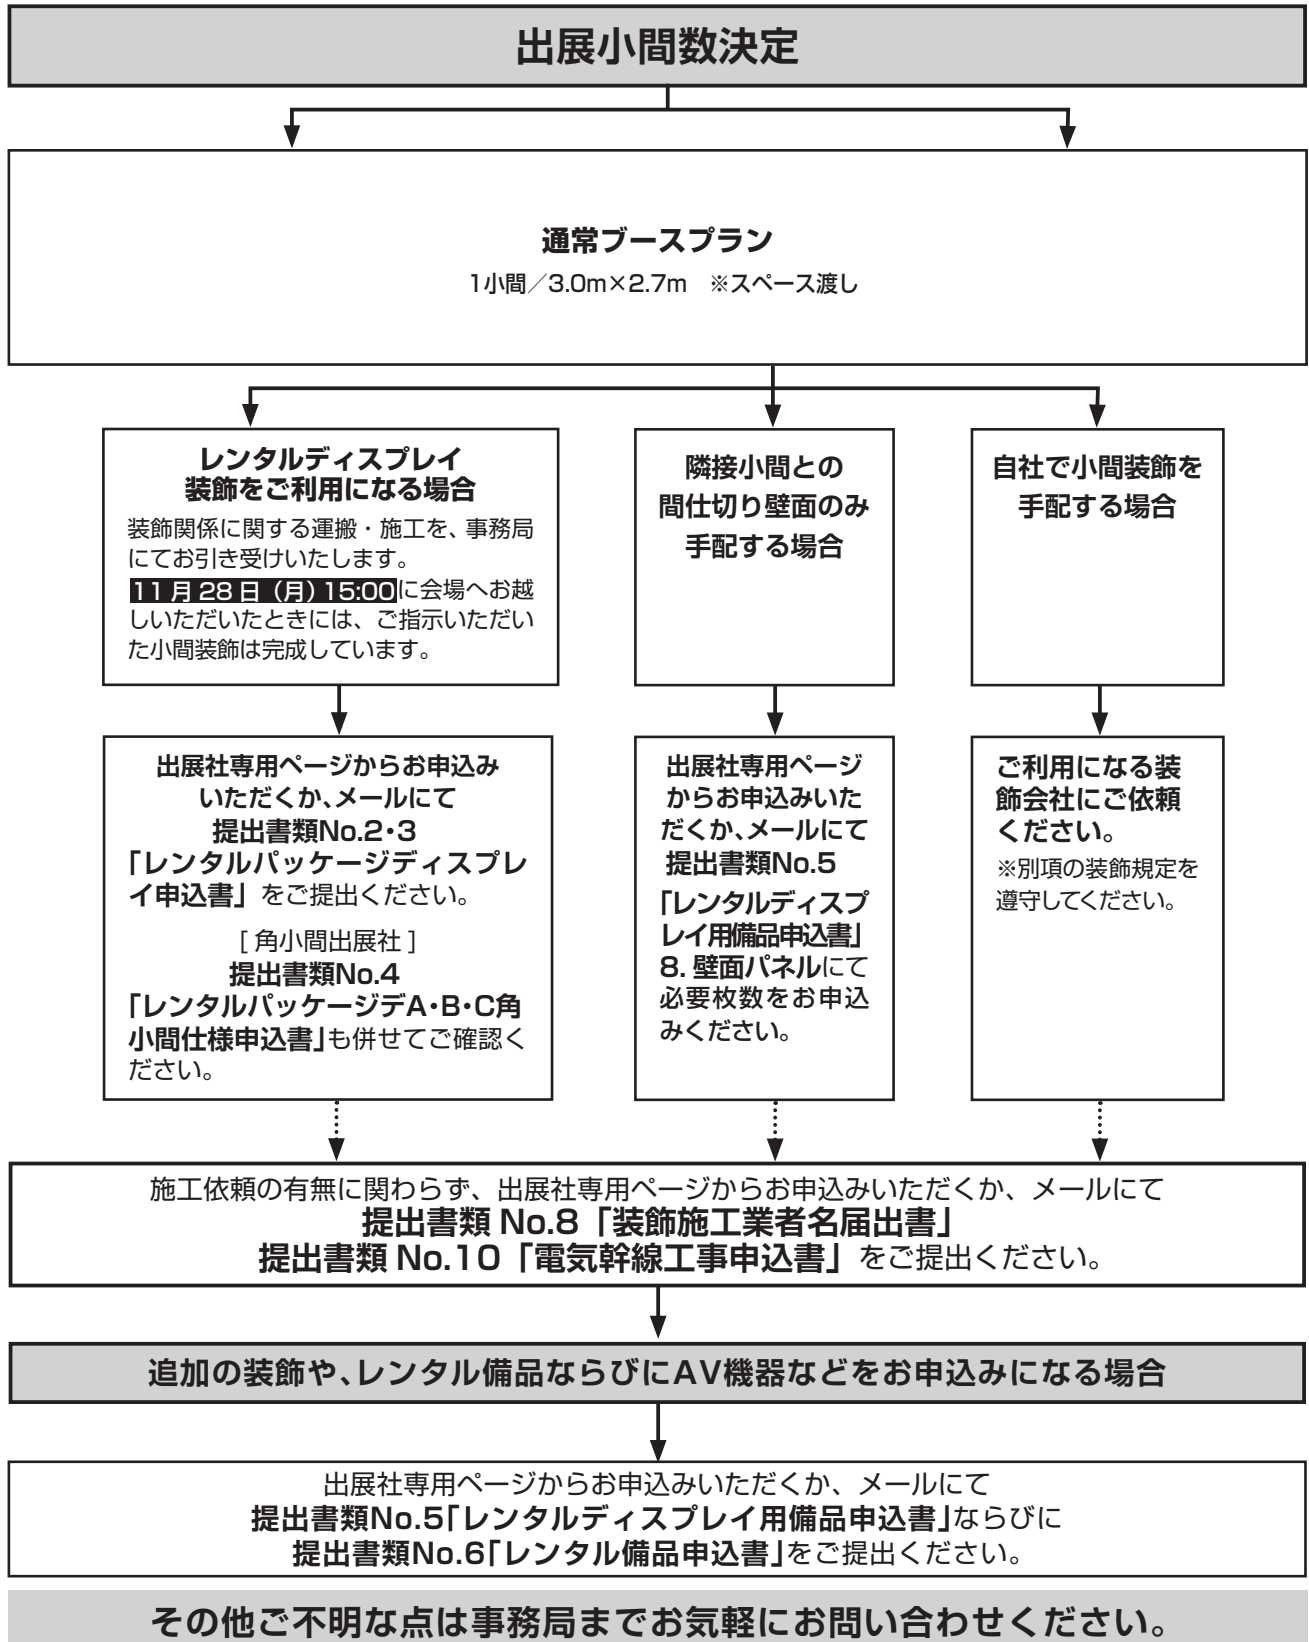 出展小間数決定
通常ブースプラン
1小間／3.0m×2.7m　※スペース渡し
レンタルディスプレイ
装飾をご利用になる場合
装飾関係に関する運搬・施工を、事務局
にてお引き受けいたします。
11月28日（月）15:00に会場へお越
しいただいたときには、ご指示いただい
た小間装飾は完成しています。
隣接小間との
間仕切り壁面のみ
手配する場合
自社で小間装飾を
手配する場合
出展社専用ページからお申込み
いただくか、メールにて
提出書類No.2・3
「レンタルパッケージディスプレ
イ申込書」をご提出ください。
［角小間出展社］
提出書類No.4
「レンタルパッケージデA・B・C角
小間仕様申込書」も併せてご確認く
ださい。
出展社専用ページ
からお申込みいた
だくか、メールにて
提出書類No.5
「レンタルディスプ
レイ用備品申込書」
8. 壁面パネルにて
必要枚数をお申込
みください。
ご利用になる装
飾会社にご依頼
ください。
※別項の装飾規定を
遵守してください。
施工依頼の有無に関わらず、出展社専用ページからお申込みいただくか、メールにて
提出書類 No.8「装飾施工業者名届出書」
提出書類 No.10「電気幹線工事申込書」をご提出ください。
追加の装飾や、レンタル備品ならびにAV機器などをお申込みになる場合
出展社専用ページからお申込みいただくか、メールにて
提出書類No.5「レンタルディスプレイ用備品申込書」ならびに
提出書類No.6「レンタル備品申込書」をご提出ください。
その他ご不明な点は事務局までお気軽にお問い合わせください。